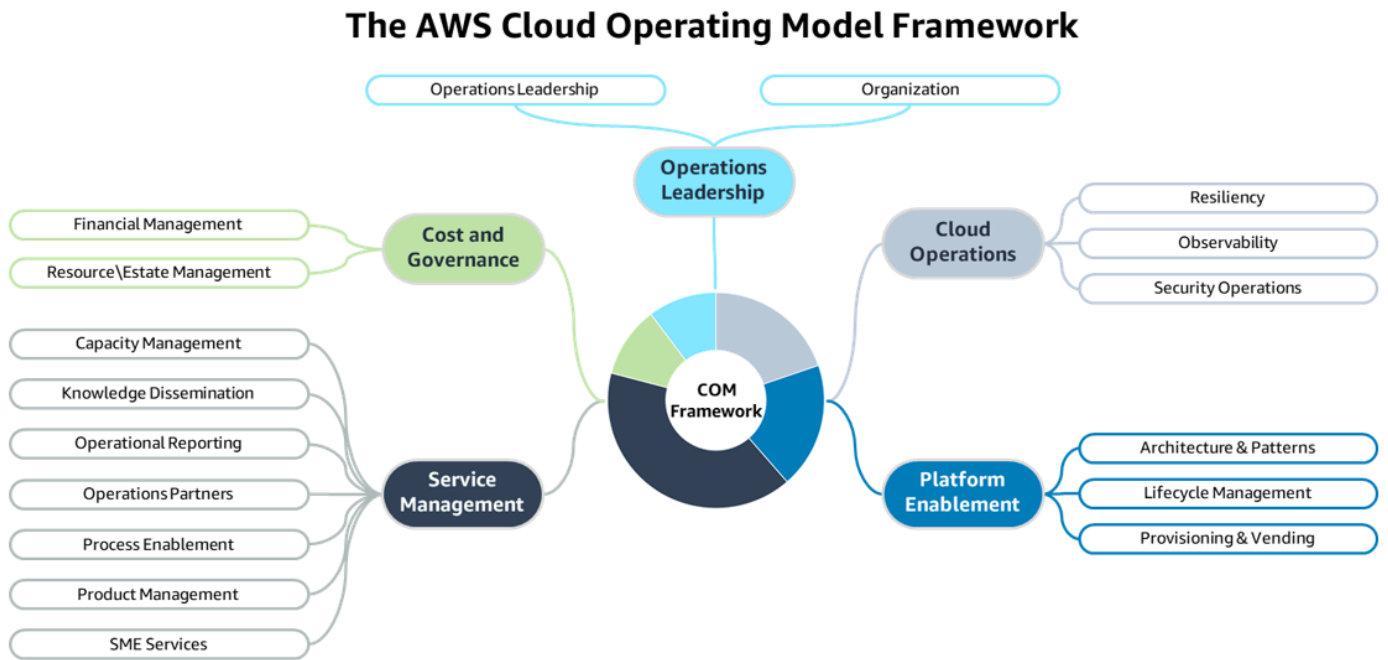 The AWS Cloud Operating Model Framework
Operations Leadership
Organization
Operations
Leadership
Financial Management
Resource\Estate Management
Cost and
Governance
Cloud
Operations
Resiliency
Observability
Security Operations
COM
Framework
Capacity Management
Knowledge Dissemination
Operational Reporting
Operations Partners
Process Enablement
Product Management
SME Services
Service
Management
Platform
Enablement
Architecture & Patterns
Lifecycle Management
Provisioning & Vending